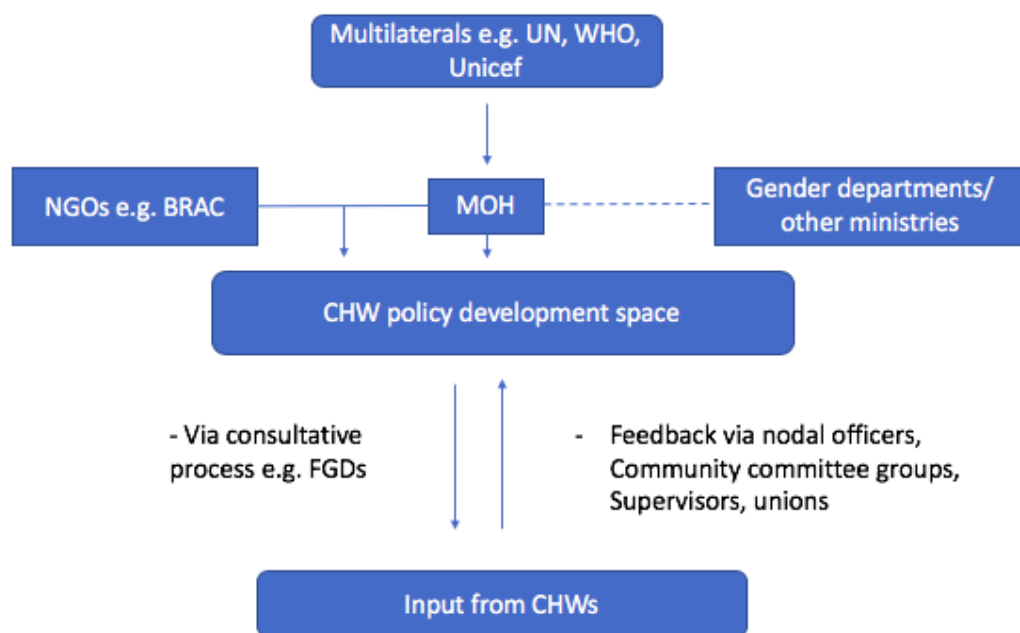 Multilaterals e.g. UN, WHO,
Unicef
NGOs e.g. BRAC
MOH
Gender departments/
other ministries
CHW policy development space
- Via consultative
process e.g. FGDs
- Feedback via nodal officers,
Community committee groups,
Supervisors, unions
Input from CHWs